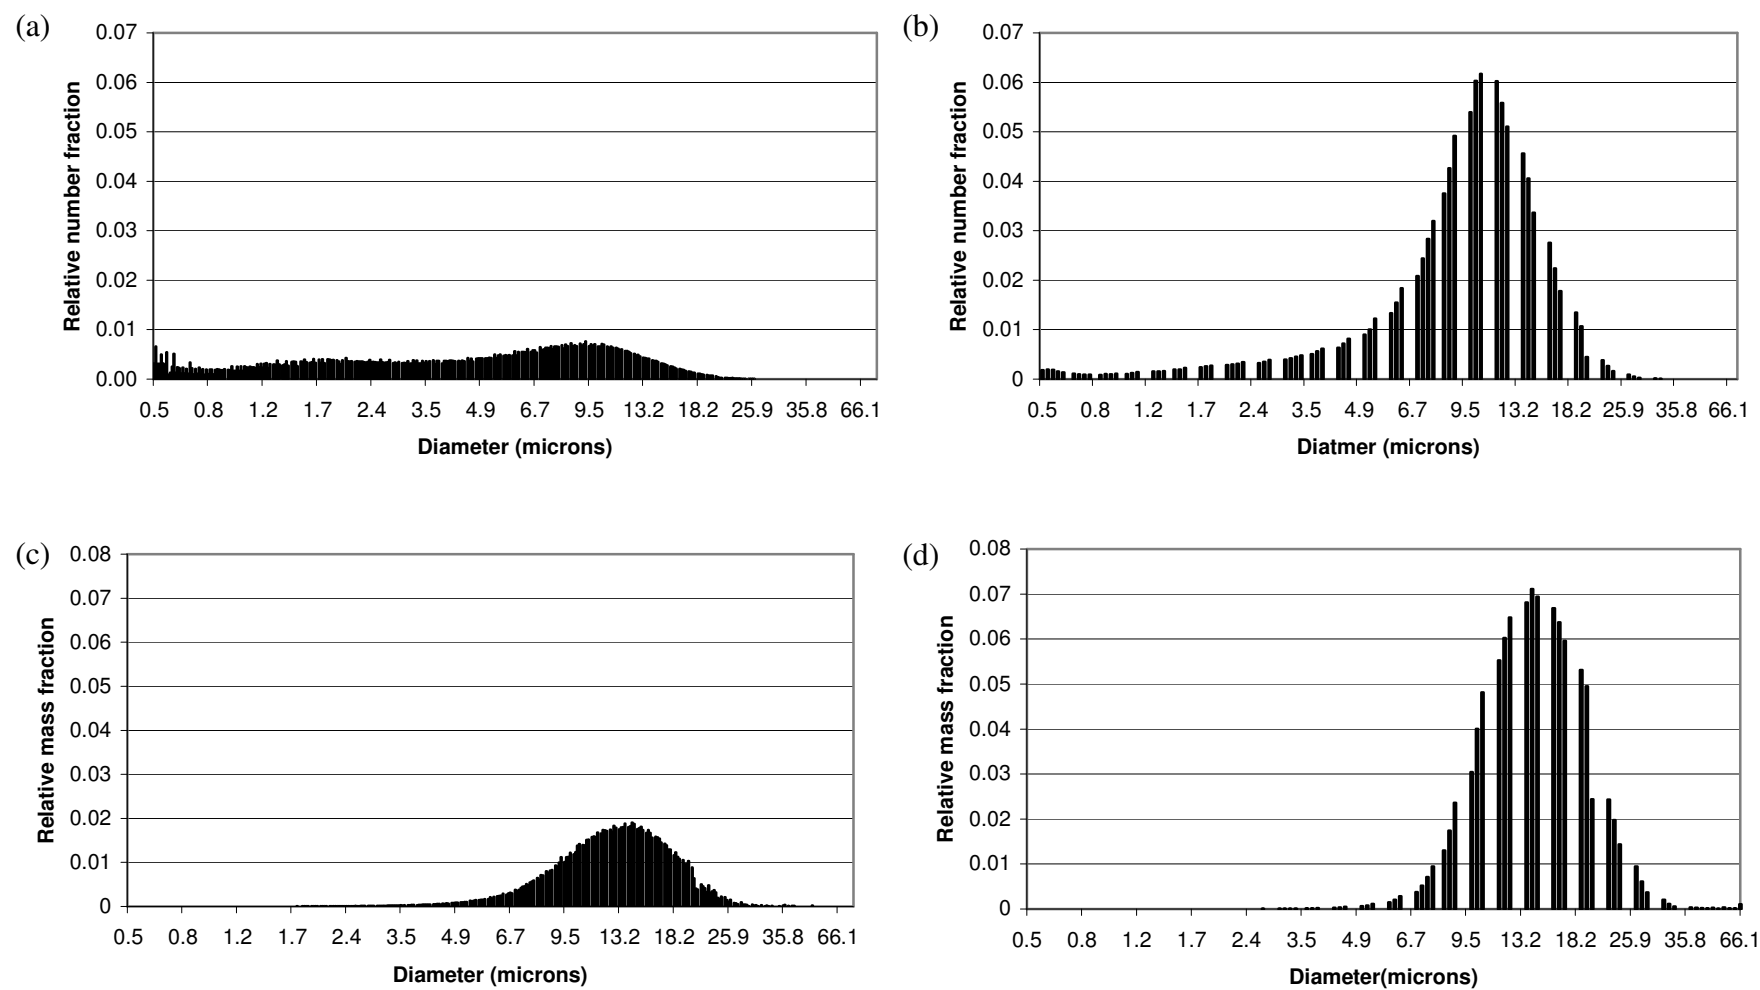 (a)
0.07
0.06
0.05
0.04
0.03
0.02
0.01
0.00
Relative number fraction
0.5 0.8 1.2 1.7 2.4 3.5 4.9 6.7 9.5 13.2 18.2 25.9 35.8 66.1
Diameter (microns)
(b)
0.07
0.06
0.05
0.04
0.03
0.02
0.01
0
Relative number fraction
0.5 0.8 1.2 1.7 2.4 3.5 4.9 6.7 9.5 13.2 18.2 25.9 35.8 66.1
Diatmer (microns)
(c)
0.08
0.07
0.06
0.05
0.04
0.03
0.02
0.01
0
Relative mass fraction
0.5 0.8 1.2 1.7 2.4 3.5 4.9 6.7 9.5 13.2 18.2 25.9 35.8 66.1
Diameter (microns)
(d)
0.08
0.07
0.06
0.05
0.04
0.03
0.02
0.01
0
Relative mass fraction
0.5 0.8 1.2 1.7 2.4 3.5 4.9 6.7 9.5 13.2 18.2 25.9 35.8 66.1
Diameter(microns)